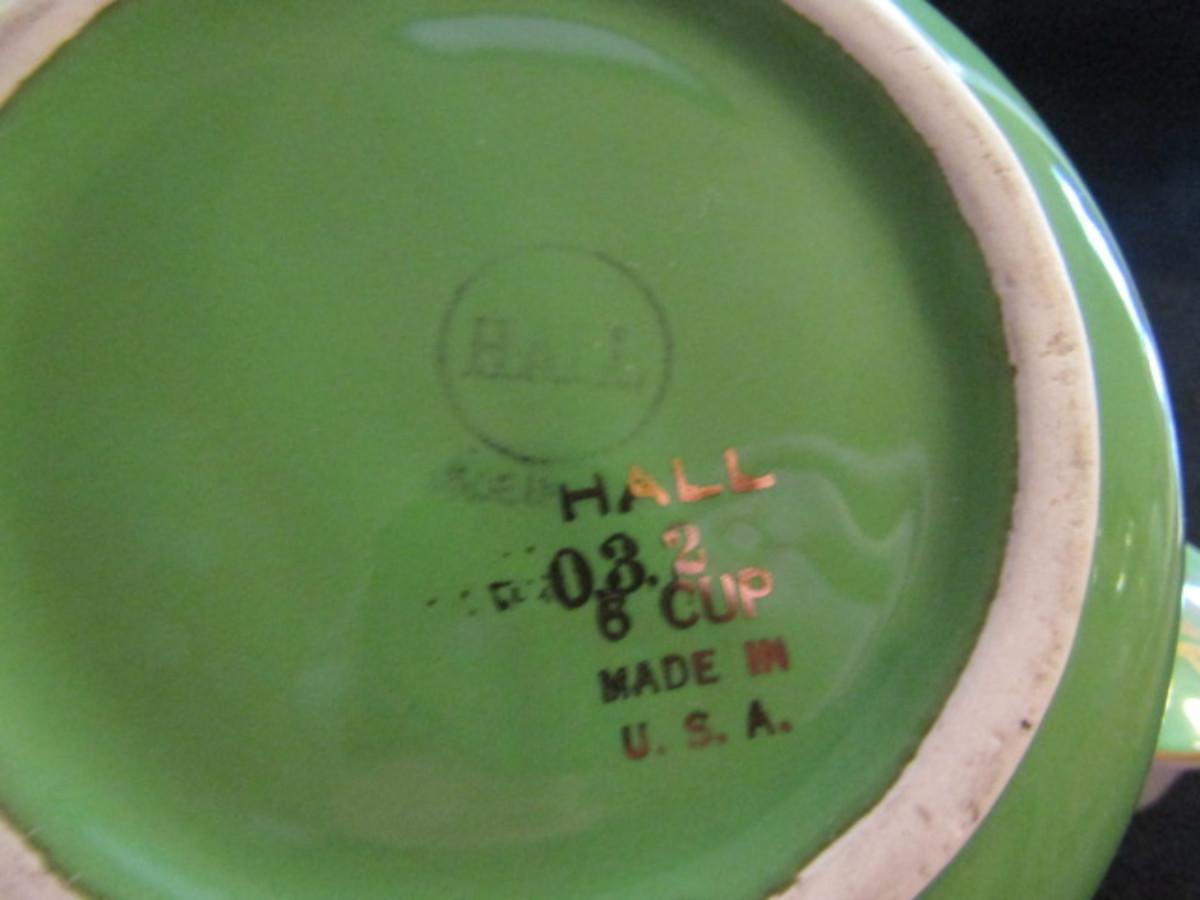 HALL
HALL
03.2
6 CUP
MADE IN
U. S. A.